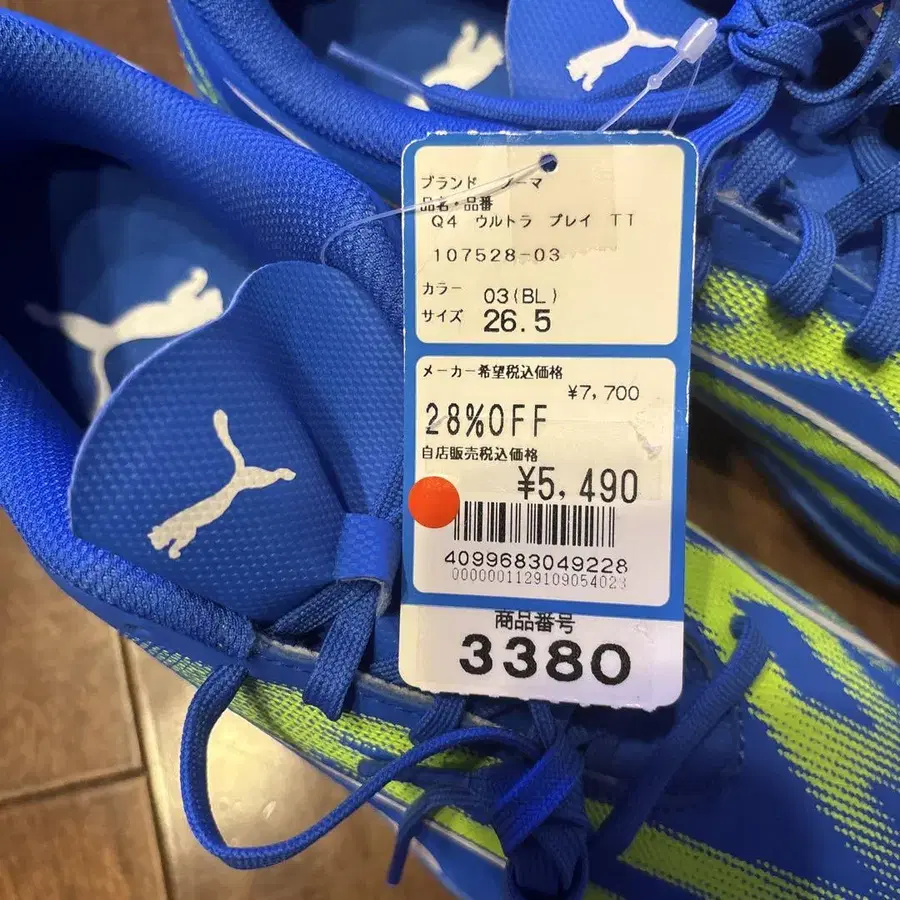 ブランド　プーマ
品名・品番
Q4　ウルトラ　プレイ　TT
107528-03
カラー　03(BL)
サイズ　26.5
メーカー希望税込価格
¥7,700
28%OFF
自店販売税込価格
¥5,490
4099683049228
0000001129109054028
商品番号
3380